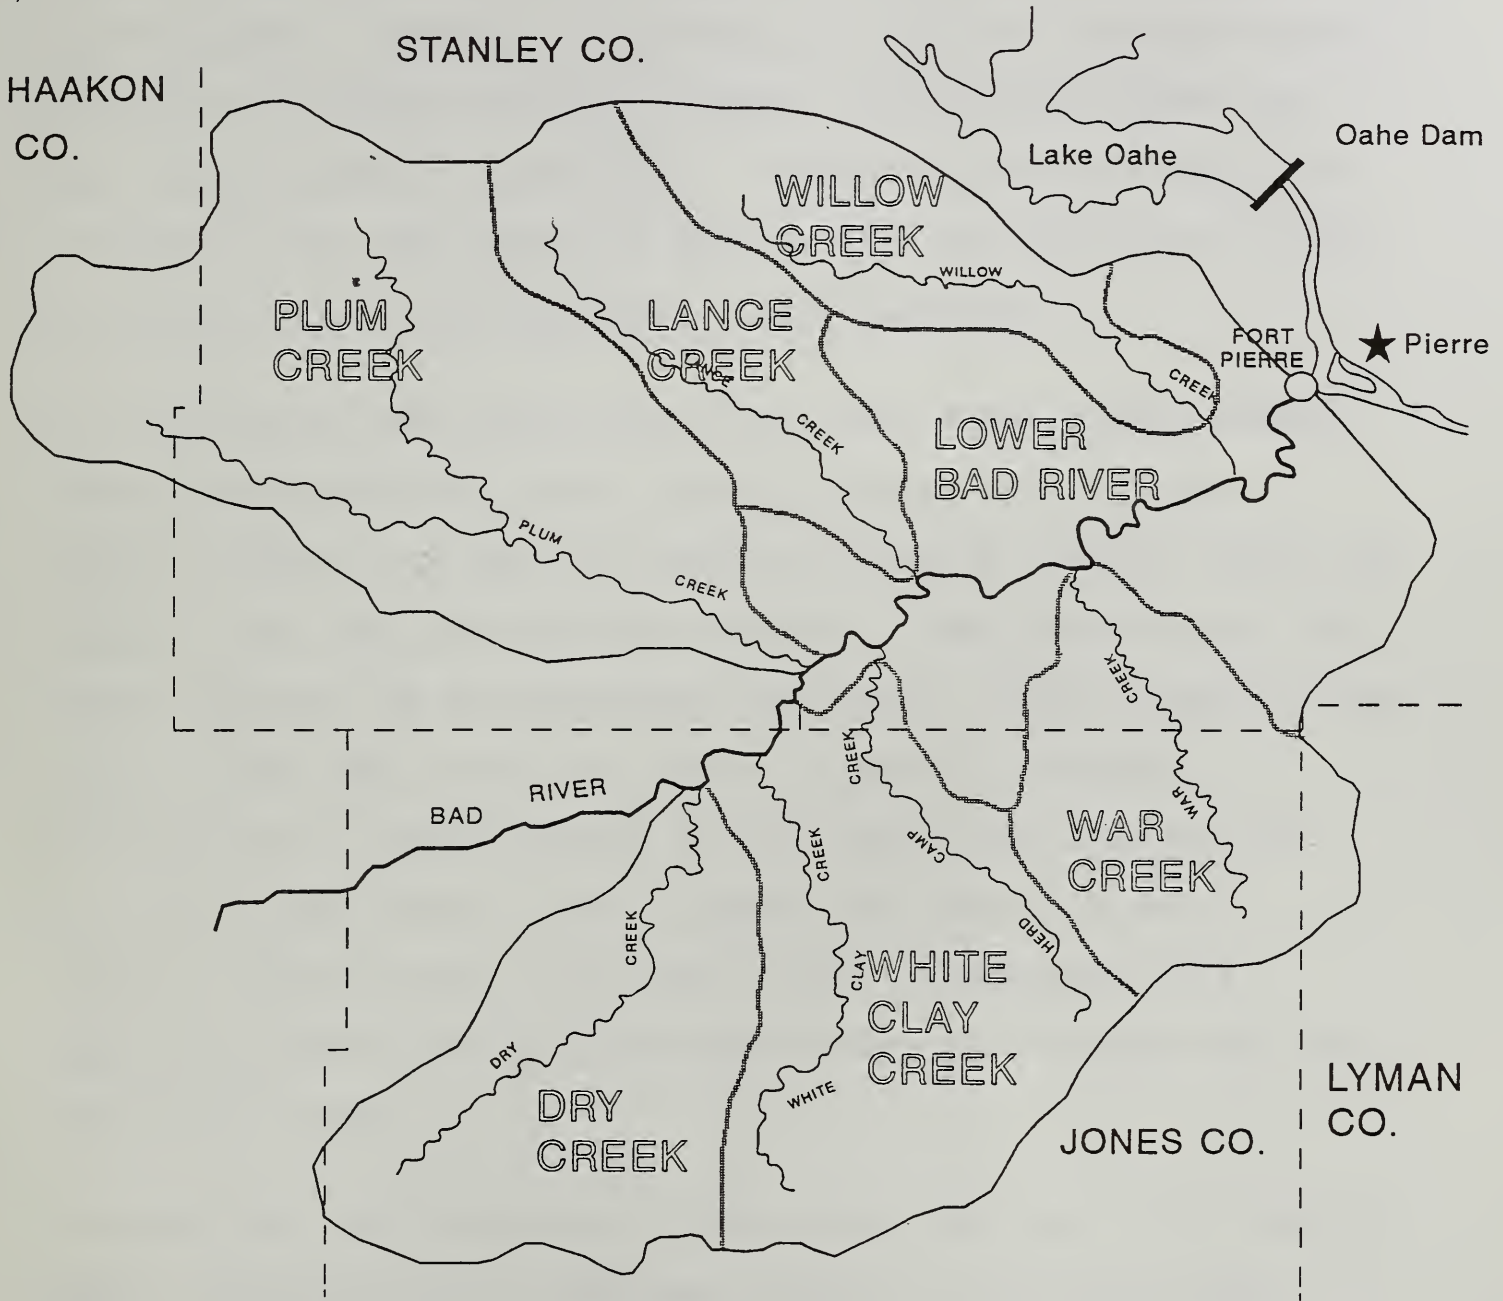 STANLEY CO.
HAAKON
CO.
Oahe Dam
Lake Oahe
WILLOW
CREEK
WILLOW
PLUM
CREEK
LANCE
CREEK
LANCE
CREEK
FORT
PIERRE
Pierre
CREEK
LOWER
BAD RIVER
PLUM
CREEK
CREEK
CREEK
WAR
BAD RIVER
WAR
CREEK
CREEK
CAMP
HERD
CREEK
CLAY
WHITE
WHITE
CLAY
CREEK
DRY
DRY
CREEK
LYMAN
CO.
JONES CO.